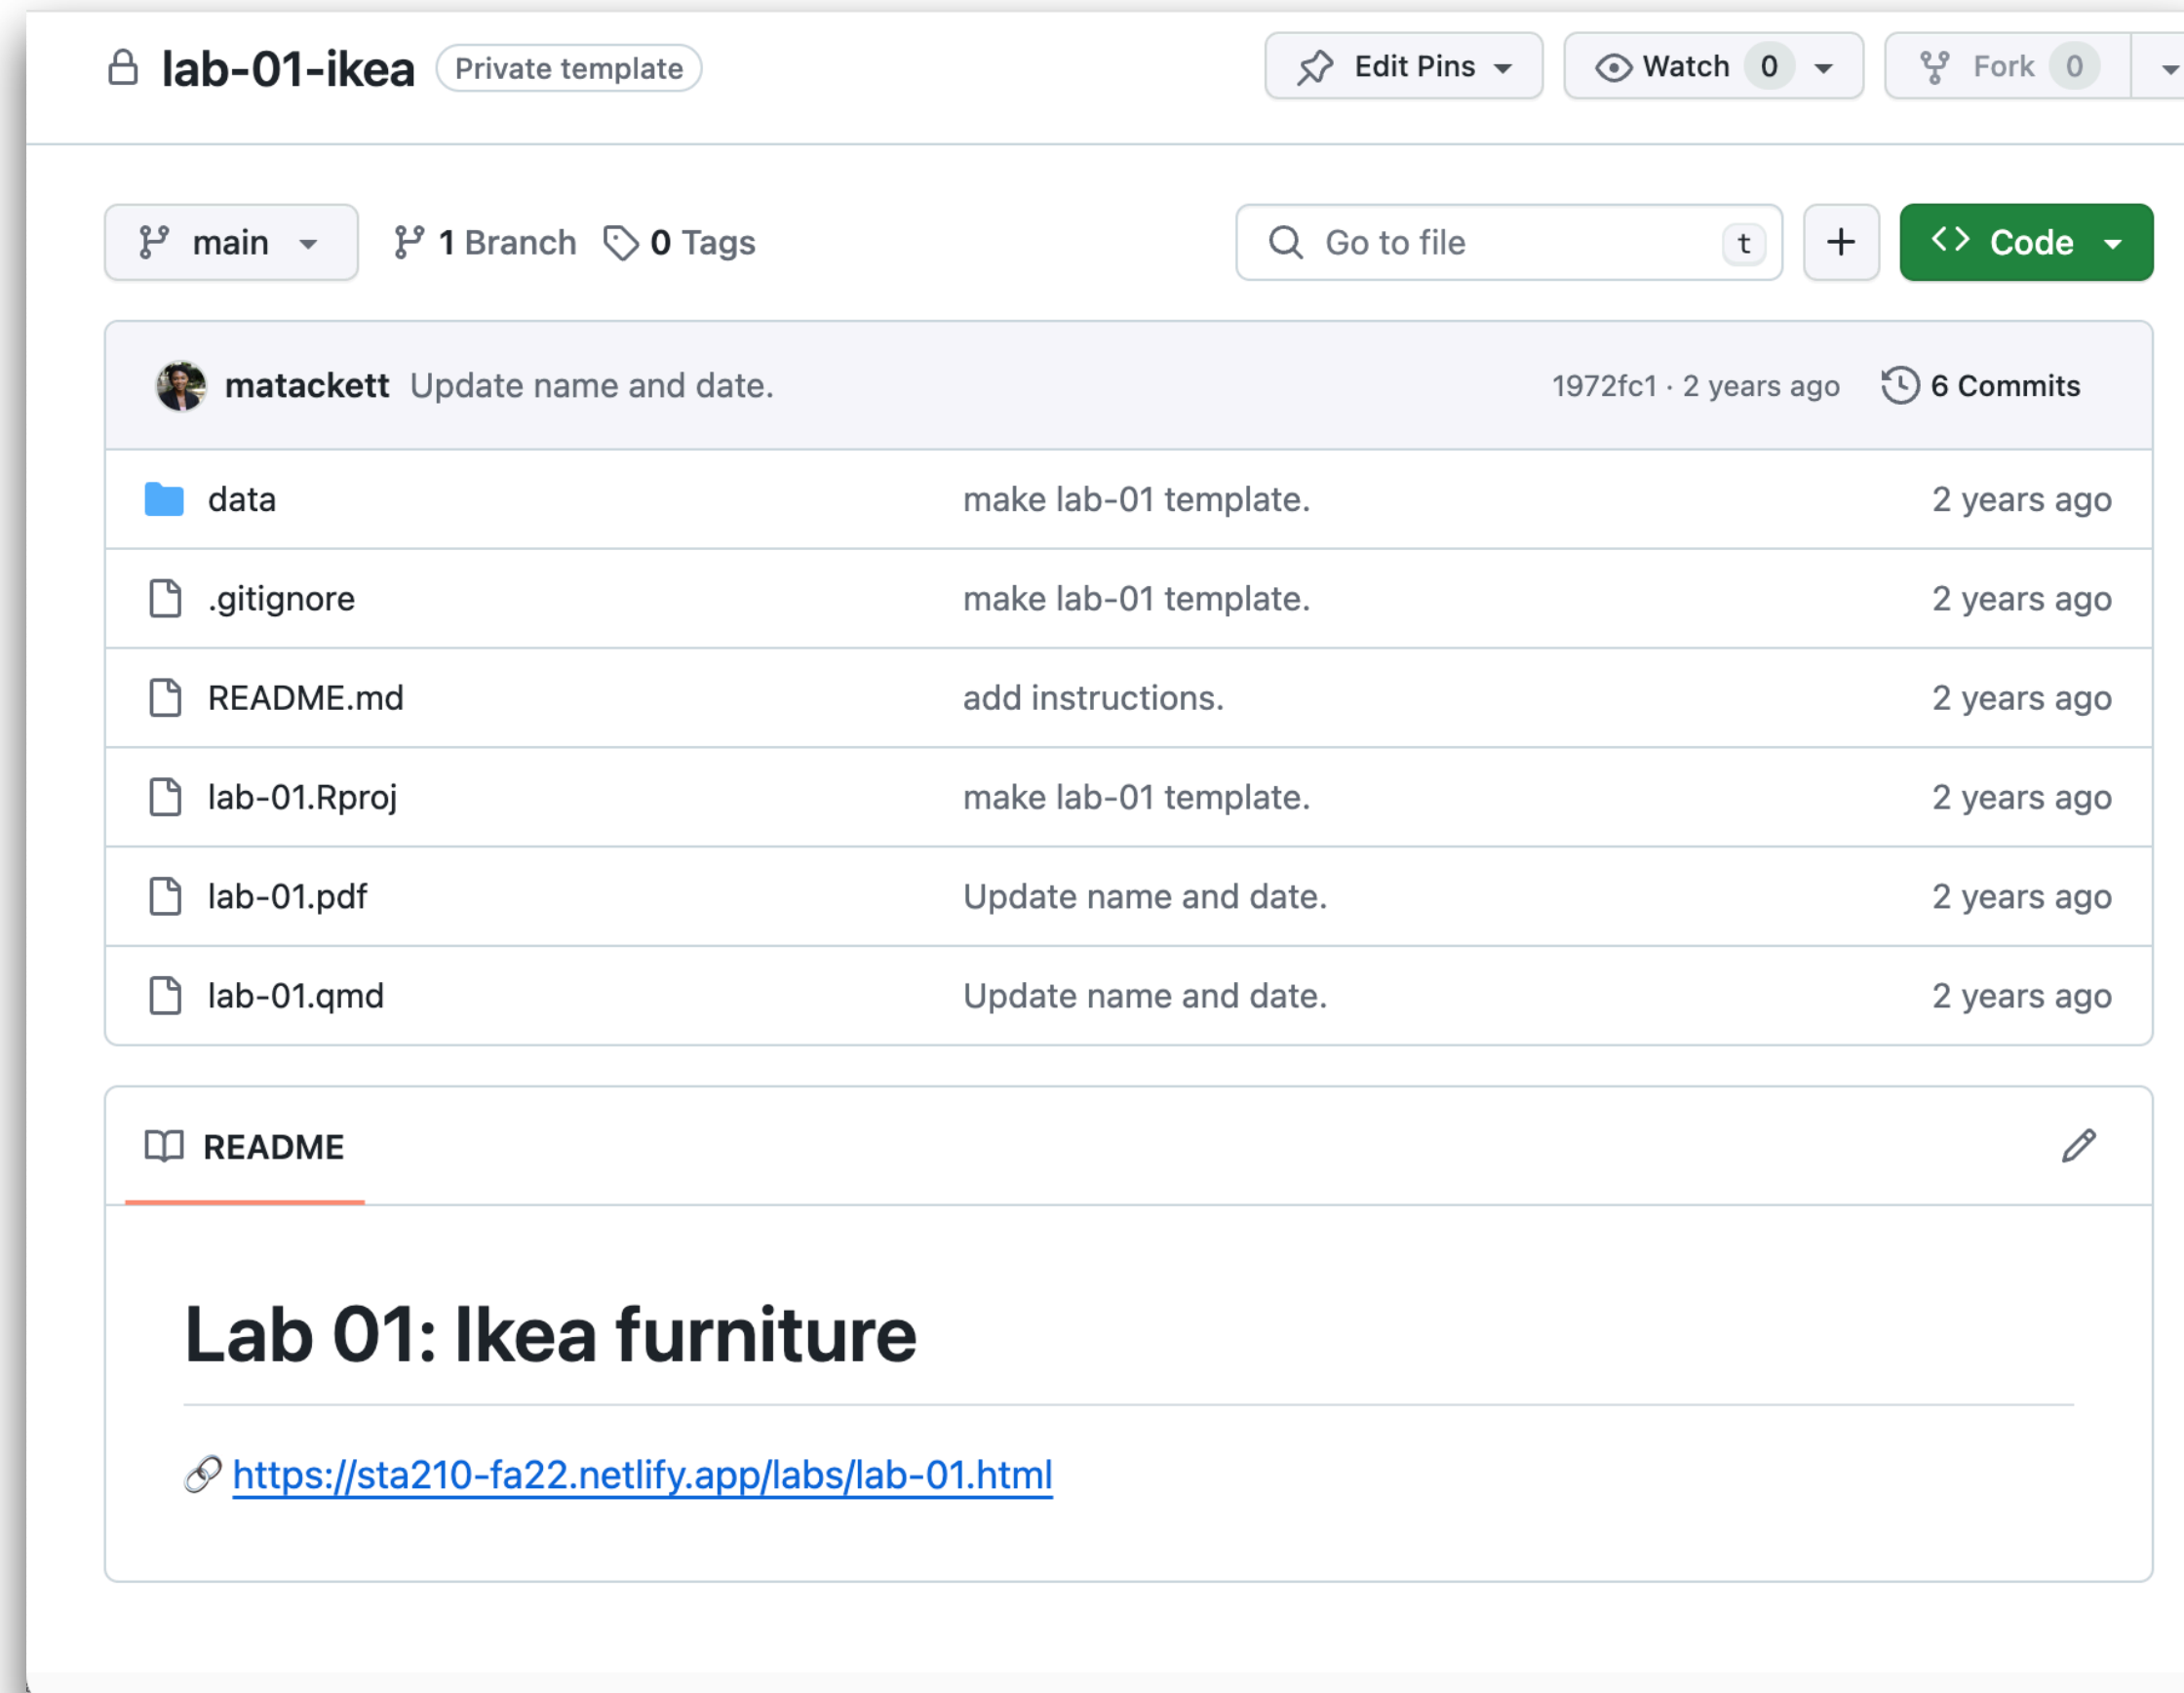 lab-01-ikea Private template Edit Pins Watch 0 Fork 0
main 1 Branch 0 Tags Go to file t + Code
matackett Update name and date. 1972fc1 · 2 years ago 6 Commits
data make lab-01 template. 2 years ago
.gitignore make lab-01 template. 2 years ago
README.md add instructions. 2 years ago
lab-01.Rproj make lab-01 template. 2 years ago
lab-01.pdf Update name and date. 2 years ago
lab-01.qmd Update name and date. 2 years ago
README
Lab 01: Ikea furniture
https://sta210-fa22.netlify.app/labs/lab-01.html